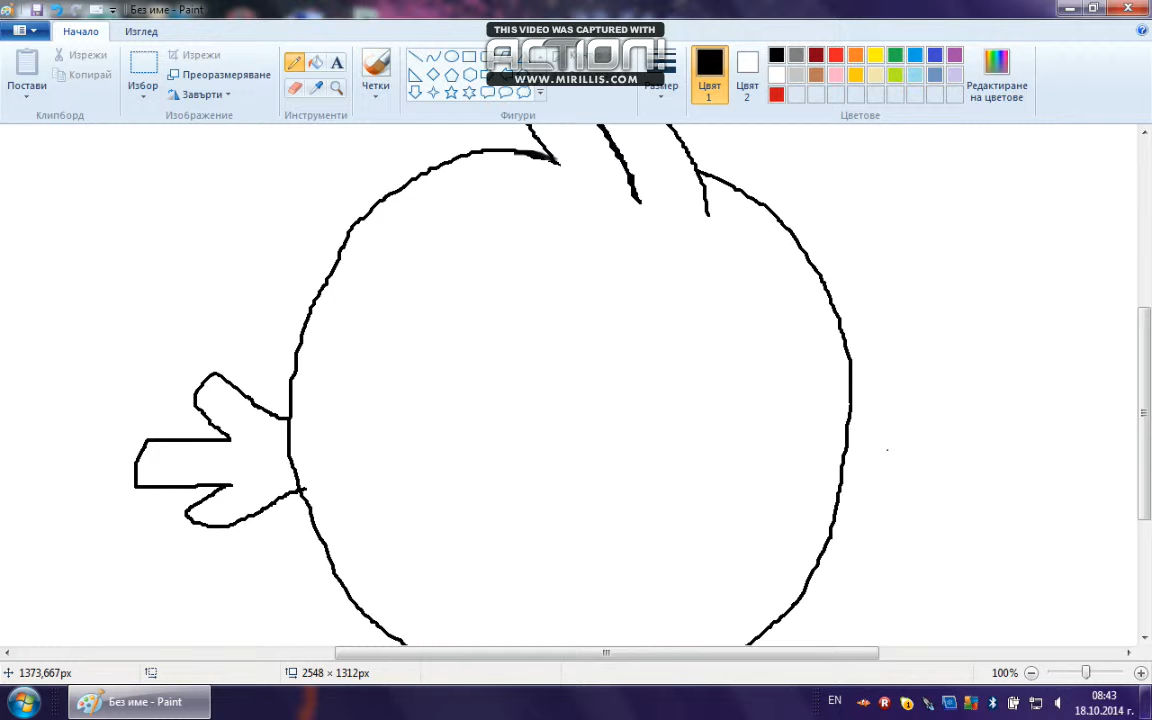 Без име - Paint
THIS VIDEO WAS CAPTURED WITH
ACTION!
WWW.MIRILLIS.COM
Начало
Изглед
Постави
Изрежи
Копирай
Клипборд
Избор
Изрежи
Преоразмеряване
Завърти
Изображение
A
Инструменти
Четки
Фигури
Размер
Цвят
1
Цвят
2
Редактиране
на цветове
Цветове
1373,667px
2548 × 1312px
100%
Без име - Paint
EN
08:43
18.10.2014 г.